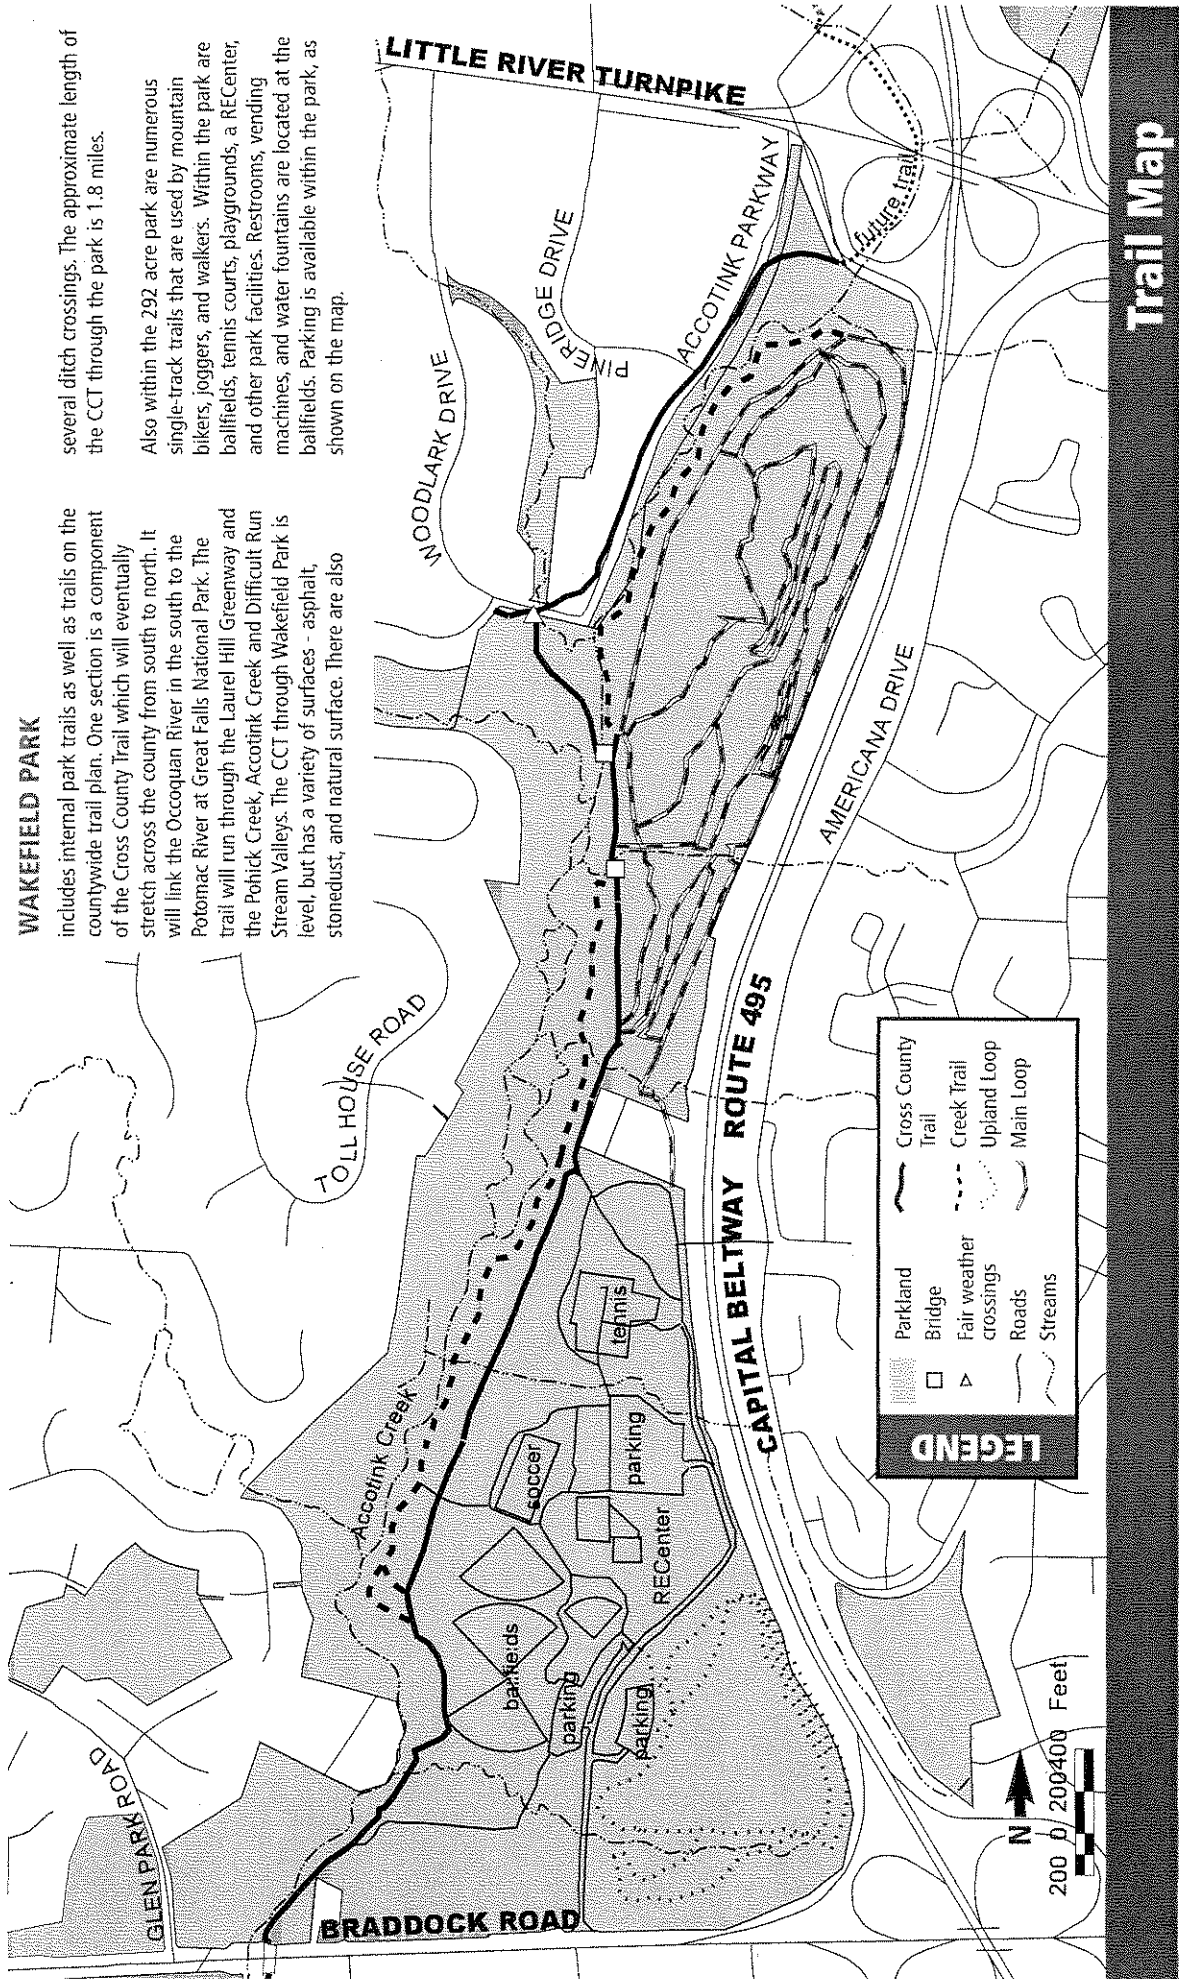 WAKEFIELD PARK
includes internal park trails as well as trails on the
countywide trail plan. One section is a component
of the Cross County Trail which will eventually
stretch across the county from south to north. It
will link the Occoquan River in the south to the
Potomac River at Great Falls National Park. The
trail will run through the Laurel Hill Greenway and
the Pohick Creek, Accotink Creek and Difficult Run
Stream Valleys. The CCT through Wakefield Park is
level, but has a variety of surfaces - asphalt,
stonedust, and natural surface. There are also
several ditch crossings. The approximate length of
the CCT through the park is 1.8 miles.
Also within the 292 acre park are numerous
single-track trails that are used by mountain
bikers, joggers, and walkers. Within the park are
ballfields, tennis courts, playgrounds, a RECenter,
and other park facilities. Restrooms, vending
machines, and water fountains are located at the
ballfields. Parking is available within the park, as
shown on the map.
GLEN PARK ROAD
TOLL HOUSE ROAD
WOODLARK DRIVE
PINERIDGE DRIVE
LITTLE RIVER TURNPIKE
ACCOTINK PARKWAY
future trail
Accotink Creek
BRADDOCK ROAD
ballfields
soccer
tennis
parking
parking
parking
RECenter
CAPITAL BELTWAY ROUTE 495
AMERICANA DRIVE
N
200 0 200400 Feet
LEGEND
Parkland
Bridge
Fair weather
crossings
Roads
Streams
Cross County
Trail
Creek Trail
Upland Loop
Main Loop
Trail Map